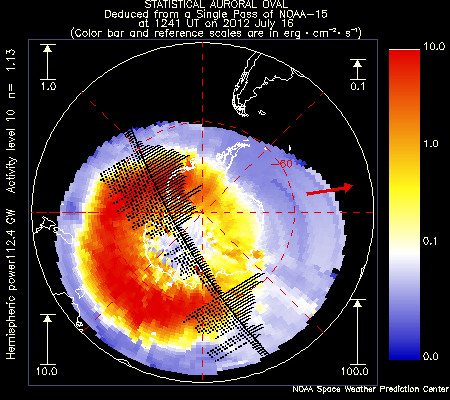 STATISTICAL AURORAL OVAL
Deduced from a Single Pass of NOAA-15
at 1241 UT on 2012 July 16
(Color bar and reference scales are in erg · cm⁻² · s⁻¹)
1.0
0.1
10.0
1.0
0.1
0.0
-60
10.0
100.0
Hemispheric power112.4 GW Activity level 10 n= 1.13
NOAA Space Weather Prediction Center